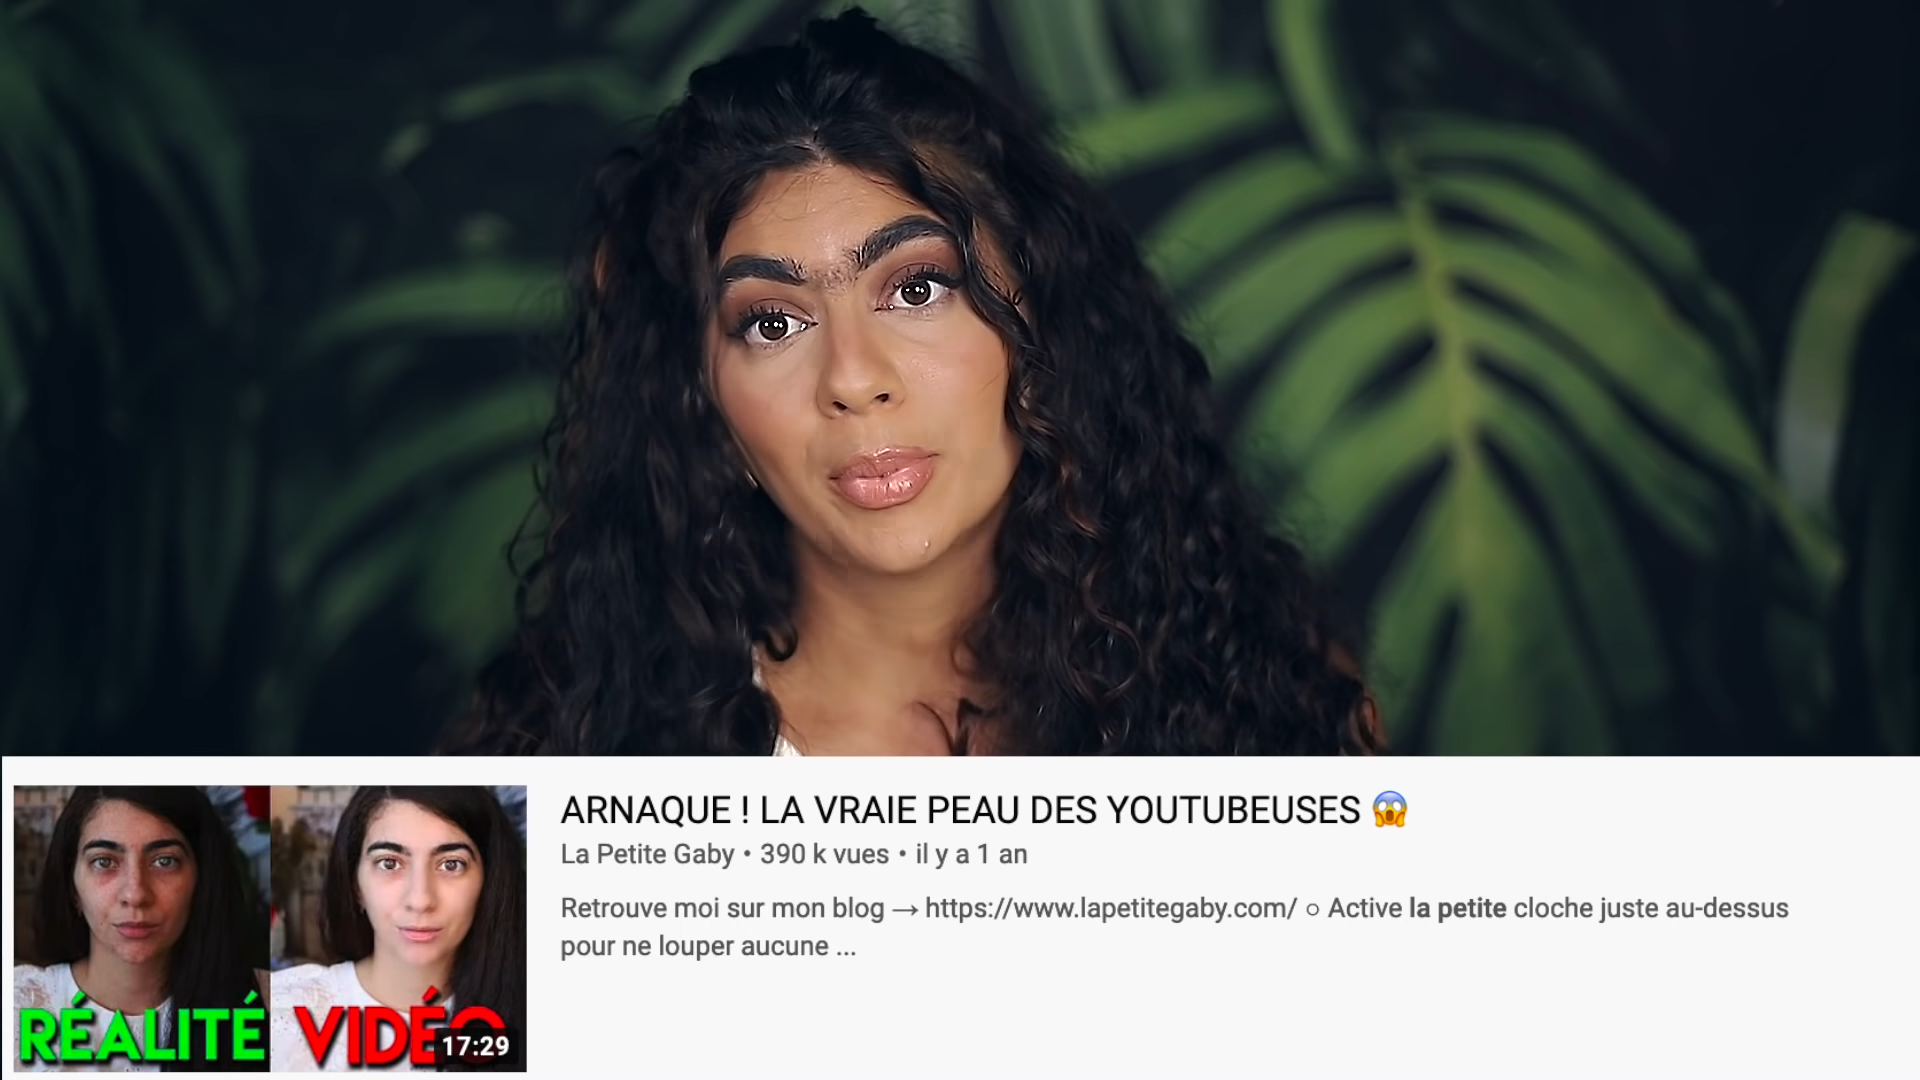 ARNAQUE ! LA VRAIE PEAU DES YOUTUBEUSES 😱
La Petite Gaby • 390 k vues • il y a 1 an
Retrouve moi sur mon blog → https://www.lapetitegaby.com/ ○ Active la petite cloche juste au-dessus
pour ne louper aucune ...
RÉALITÉ VIDÉO
17:29